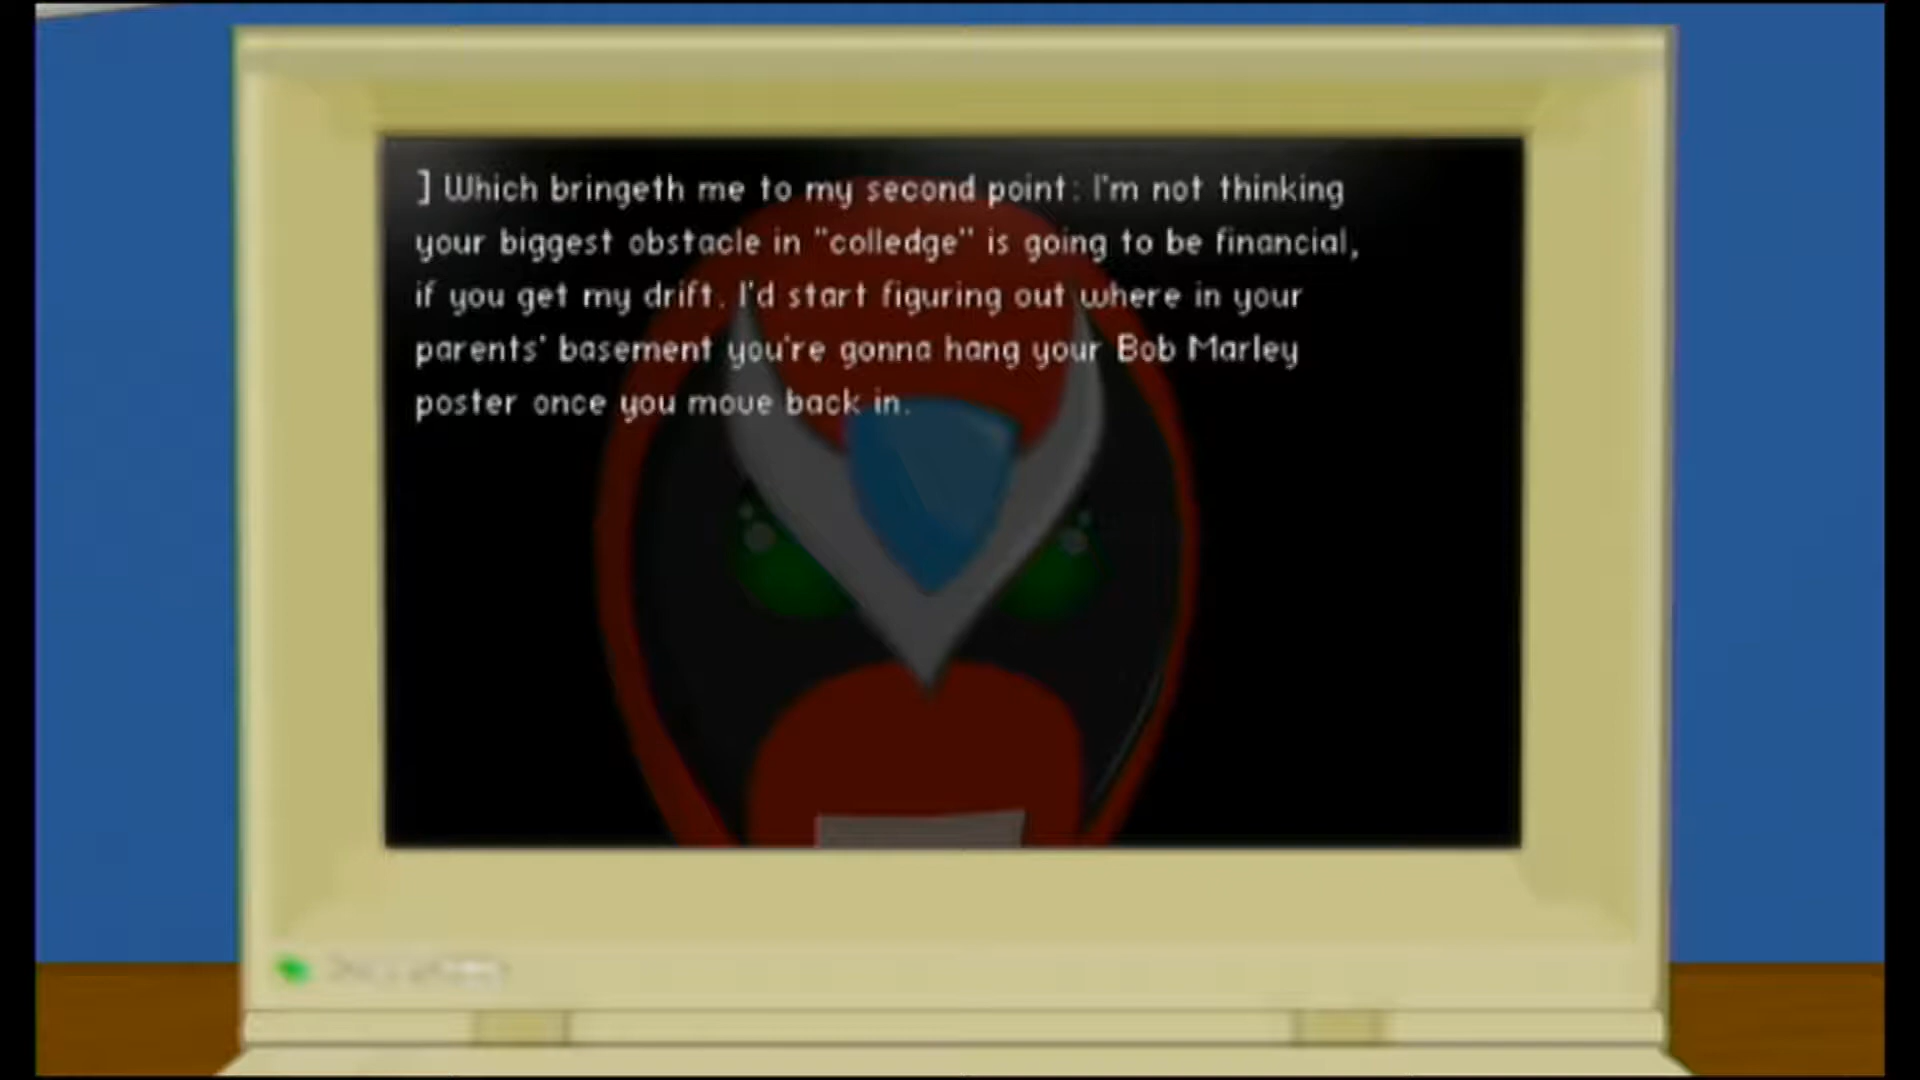 ] Which bringeth me to my second point: I'm not thinking
your biggest obstacle in "colledge" is going to be financial,
if you get my drift. I'd start figuring out where in your
parents' basement you're gonna hang your Bob Marley
poster once you move back in.